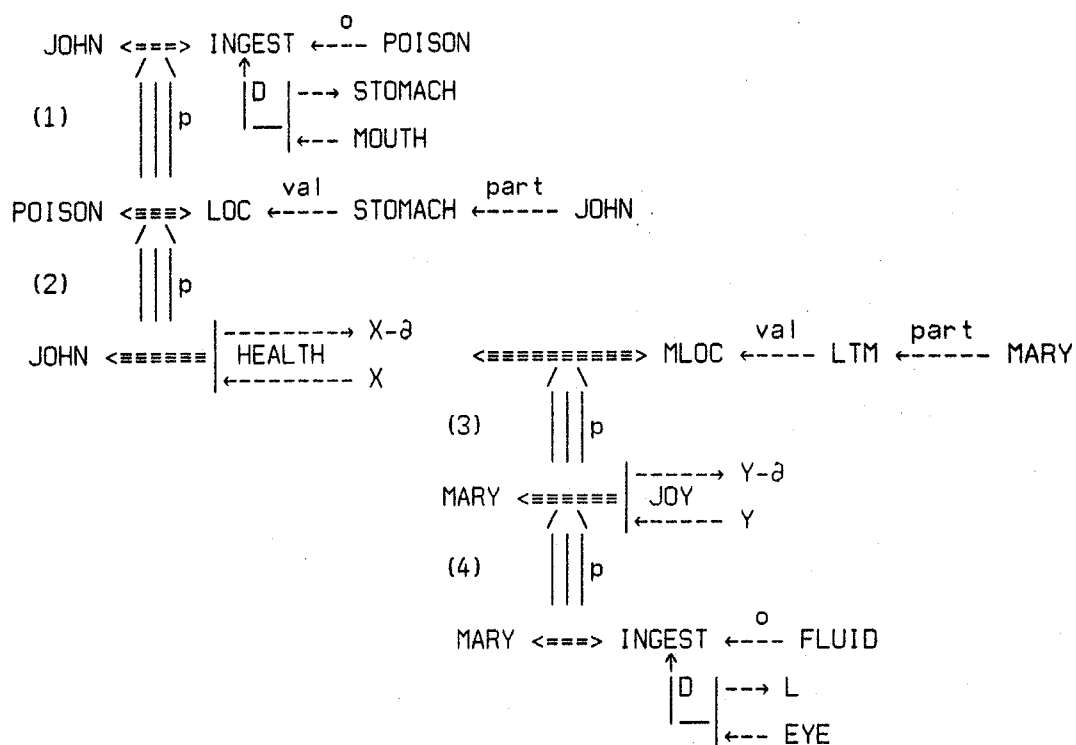 o
JOHN <===> INGEST ←--- POISON
D ---→ STOMACH
(1) p
←--- MOUTH
val part
POISON <===> LOC ←----- STOMACH ←------ JOHN
(2) p
---------→ X-∂ val part
JOHN <====== HEALTH <==========> MLOC ←----- LTM ←------ MARY
←--------- X
(3) p
--------→ Y-∂
MARY <====== JOY
←------- Y
(4) p
o
MARY <===> INGEST ←---- FLUID
D ---→ L
←--- EYE